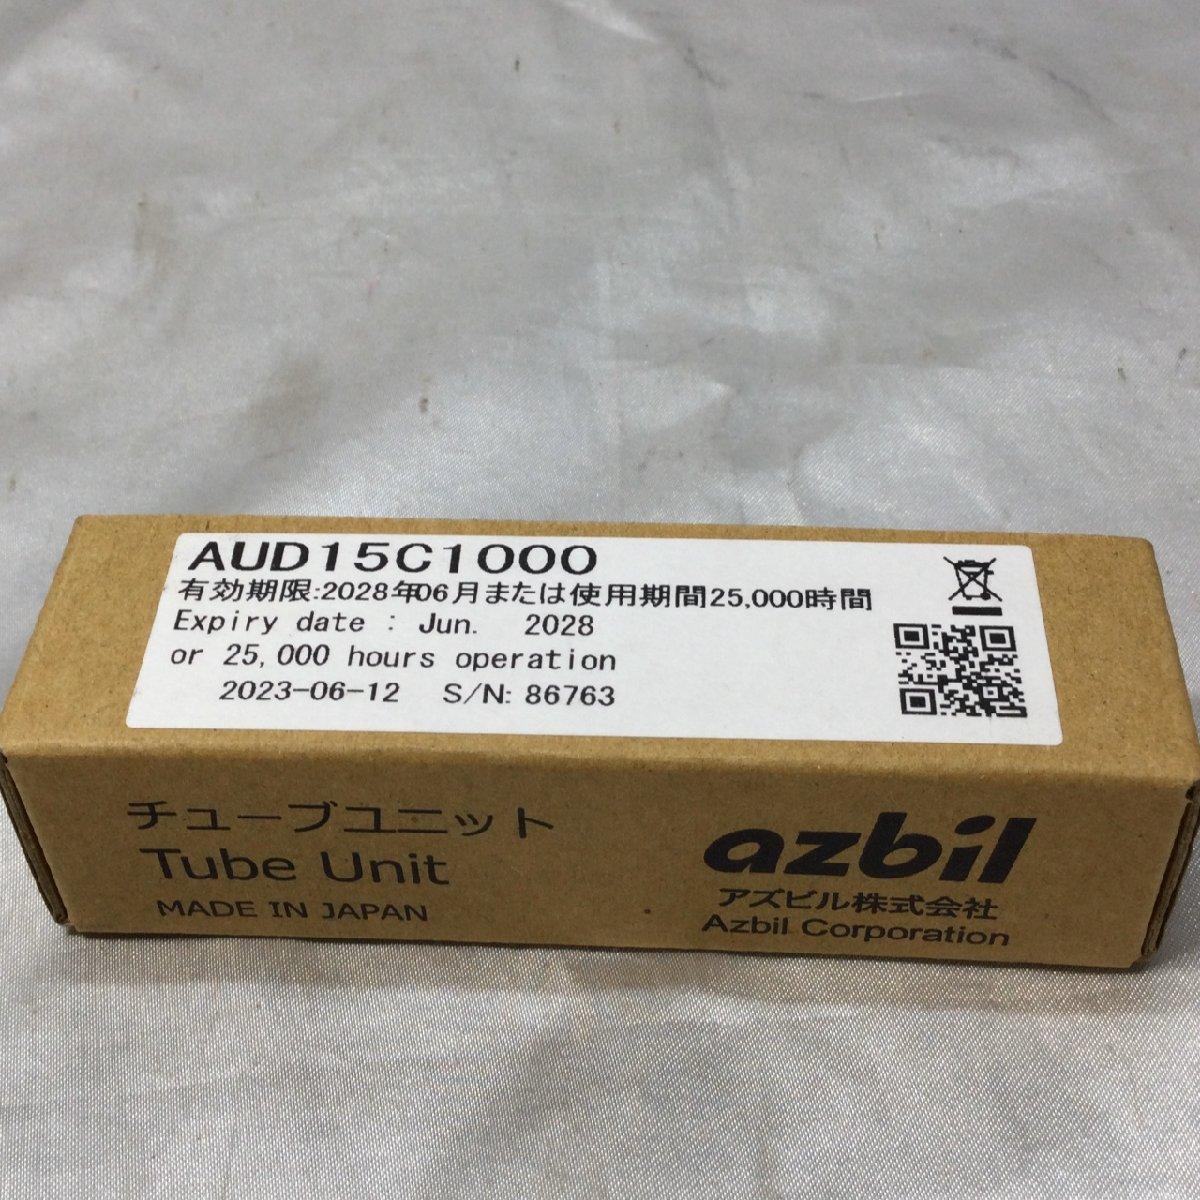 AUD15C1000
有効期限:2028年06月または使用期間25,000時間
Expiry date : Jun. 2028
or 25,000 hours operation
2023-06-12 S/N: 86763
チューブユニット
Tube Unit
MADE IN JAPAN
azbil
アズビル株式会社
Azbil Corporation